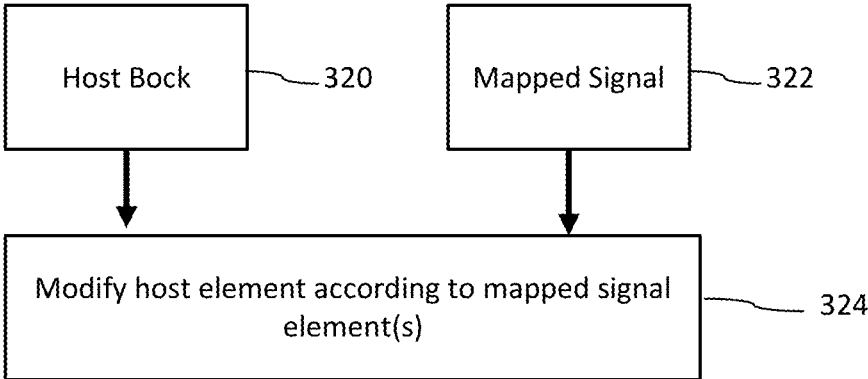 Host Bock
320
Mapped Signal
322
Modify host element according to mapped signal
element(s)
324